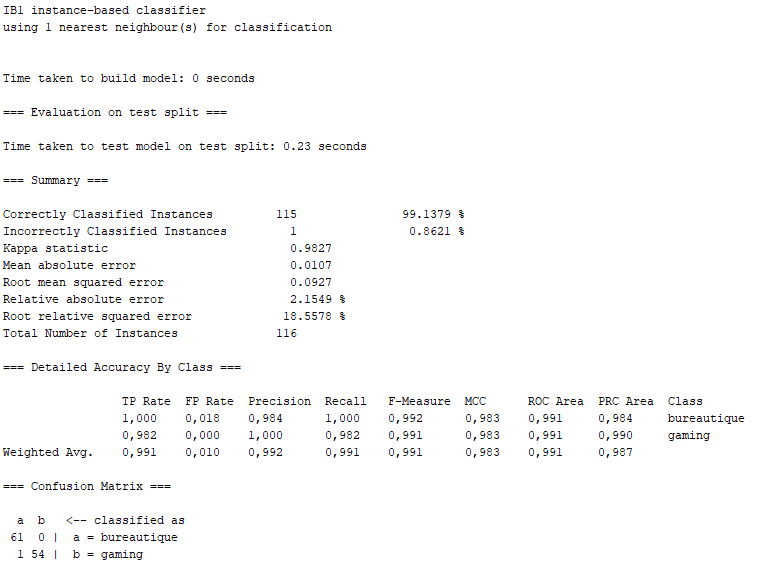 IB1 instance-based classifier
using 1 nearest neighbour(s) for classification
Time taken to build model: 0 seconds
=== Evaluation on test split ===
Time taken to test model on test split: 0.23 seconds
=== Summary ===
Correctly Classified Instances 115 99.1379 %
Incorrectly Classified Instances 1 0.8621 %
Kappa statistic 0.9827
Mean absolute error 0.0107
Root mean squared error 0.0927
Relative absolute error 2.1549 %
Root relative squared error 18.5578 %
Total Number of Instances 116
=== Detailed Accuracy By Class ===
TP Rate FP Rate Precision Recall F-Measure MCC ROC Area PRC Area Class
1,000 0,018 0,984 1,000 0,992 0,983 0,991 0,984 bureautique
0,982 0,000 1,000 0,982 0,991 0,983 0,991 0,990 gaming
Weighted Avg. 0,991 0,010 0,992 0,991 0,991 0,983 0,991 0,987
=== Confusion Matrix ===
a b <-- classified as
61 0 | a = bureautique
1 54 | b = gaming